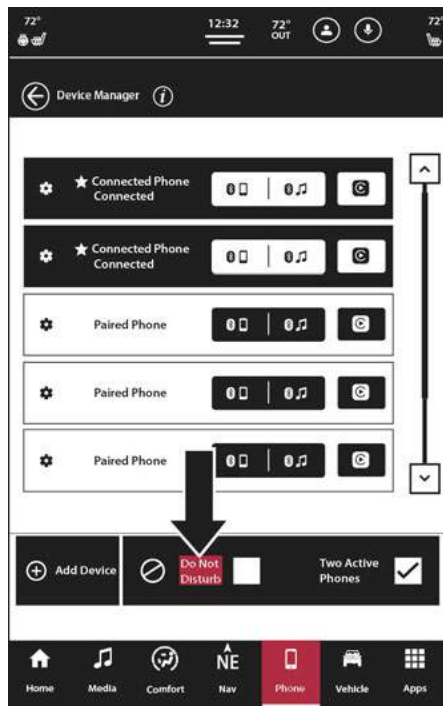 72°
12:32
72°
OUT
72°
Device Manager
Connected Phone
Connected
Connected Phone
Connected
Paired Phone
Paired Phone
Paired Phone
Add Device
Do Not
Disturb
Two Active
Phones
NE
Home
Media
Comfort
Nav
Phone
Vehicle
Apps